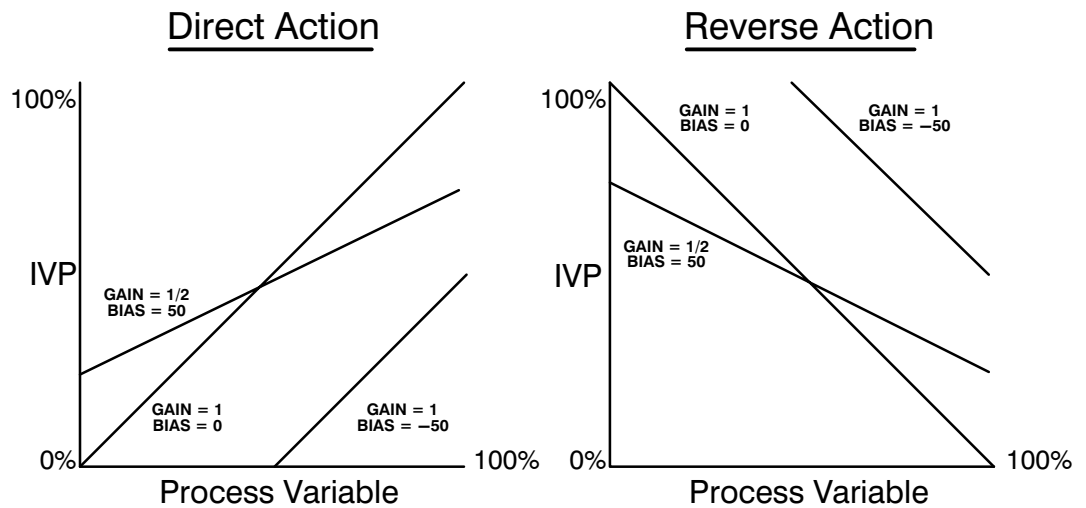 Direct Action
100%
IVP
GAIN = 1/2
BIAS = 50
GAIN = 1
BIAS = 0
GAIN = 1
BIAS = –50
0%
100%
Process Variable
Reverse Action
100%
GAIN = 1
BIAS = 0
GAIN = 1
BIAS = –50
IVP
GAIN = 1/2
BIAS = 50
0%
100%
Process Variable